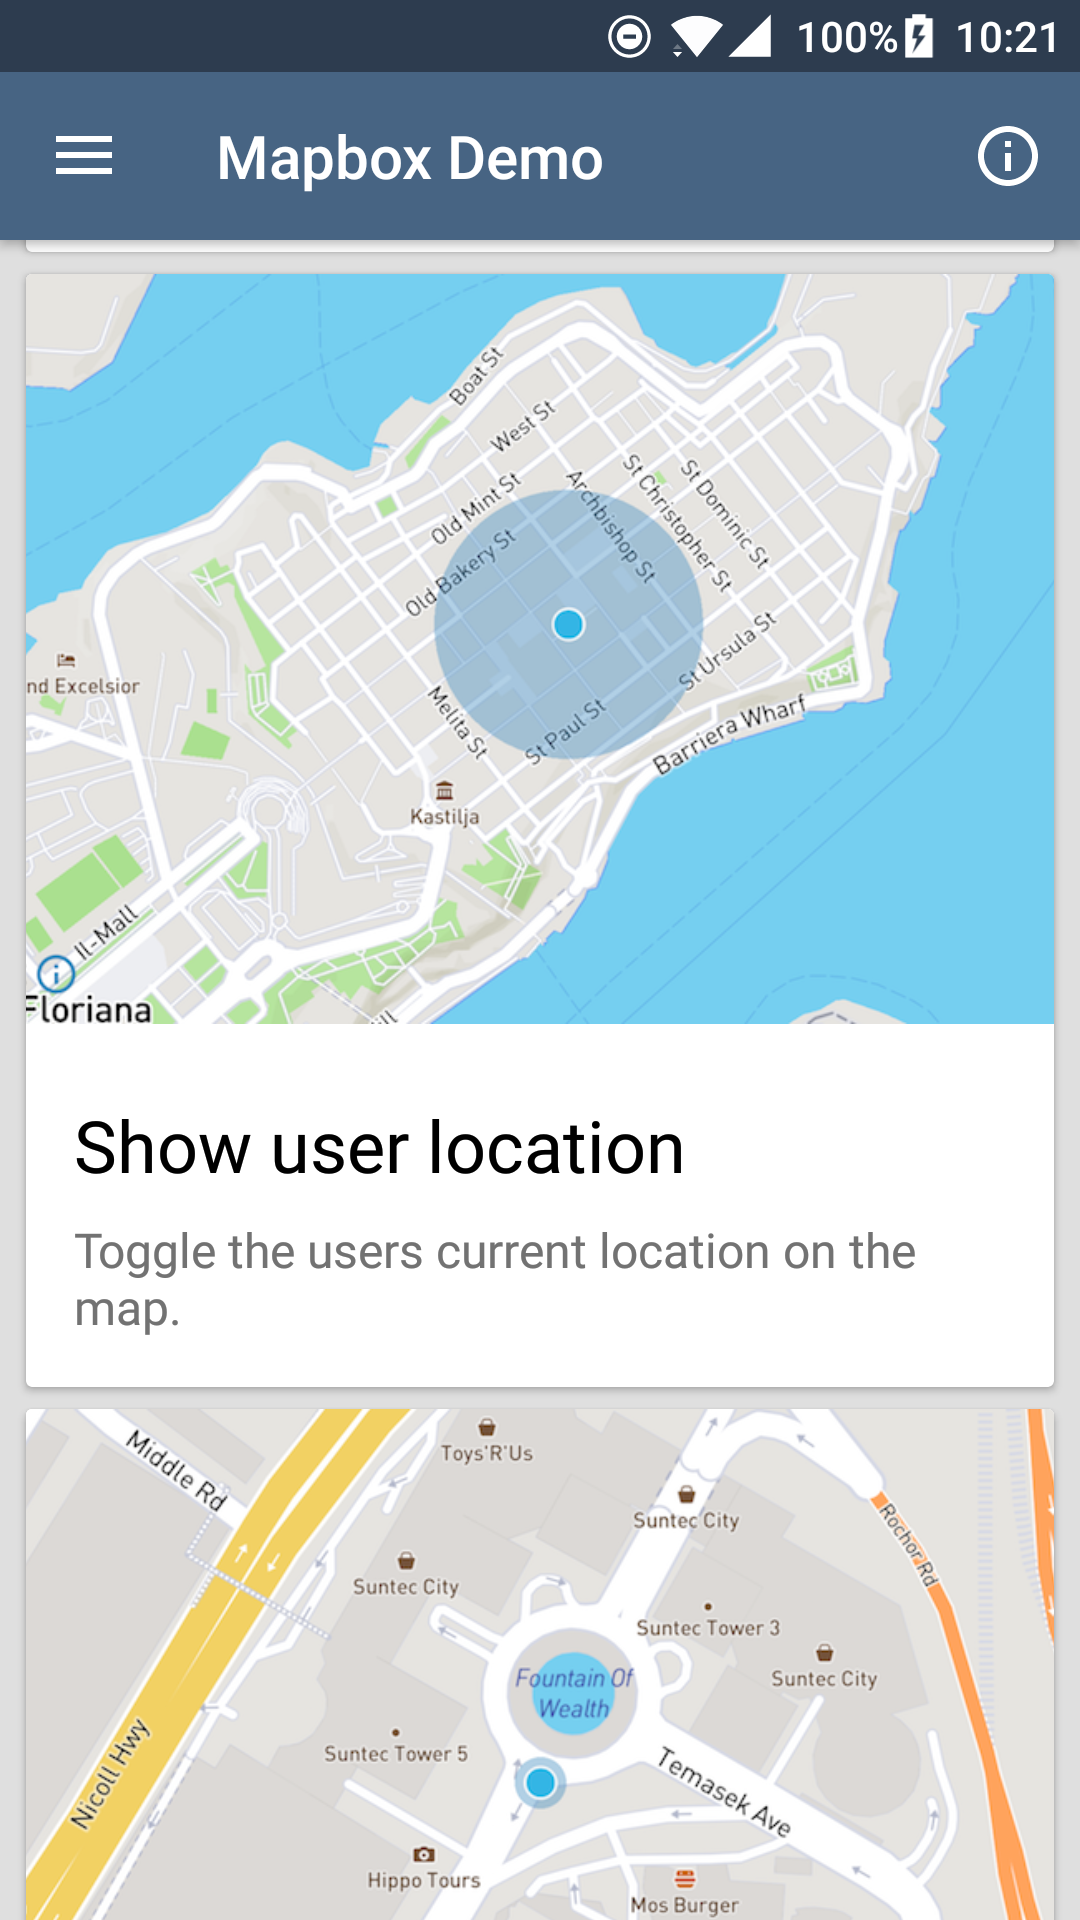 100% 10:21
Mapbox Demo
Boat St
West St
Old Mint St
Old Bakery St
Archbishop St
St Christopher St
St Dominic St
St Ursula St
nd Excelsior
Melita St
St Paul St
Barriera Wharf
Kastilja
Il-Mall
Floriana
ill
Show user location
Toggle the users current location on the
map.
Middle Rd
Toys'R'Us
Suntec City
Rochor Rd
Suntec City
Suntec Tower 3
Suntec City
Fountain Of
Wealth
Nicoll Hwy
Suntec Tower 5
Temasek Ave
Hippo Tours
Mos Burger